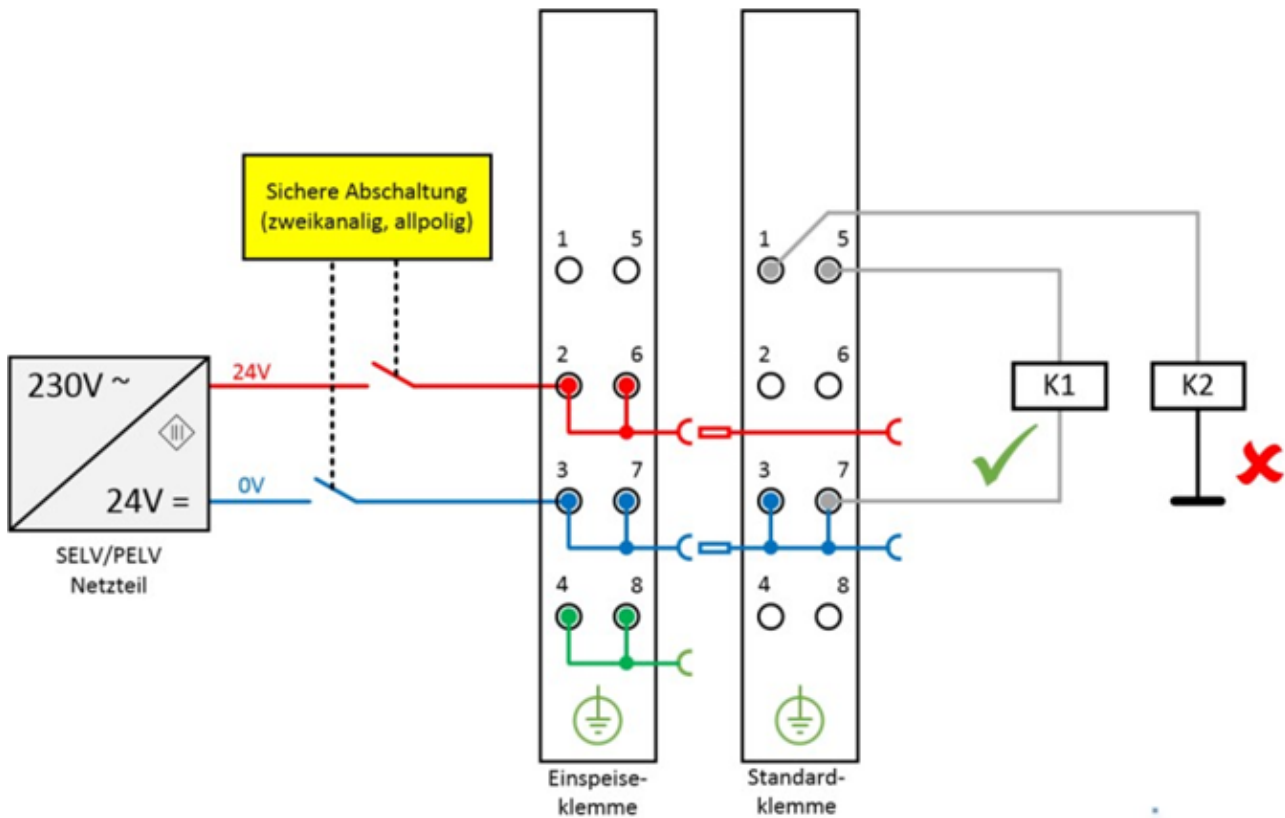 Sichere Abschaltung
(zweikanalig, allpolig)
1 5
1 5
24V
2 6
2 6
230V ~
III
24V =
K1
K2
0V
3 7
3 7
SELV/PELV
Netzteil
4 8
4 8
Einspeise-
klemme
Standard-
klemme